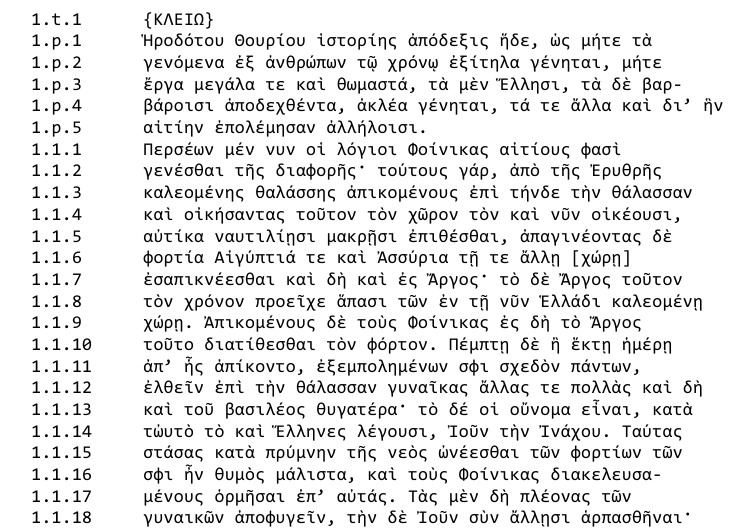 1.t.1 {ΚΛΕΙΩ}
1.p.1 Ἡροδότου Θουρίου ἱστορίης ἀπόδεξις ἥδε, ὡς μήτε τὰ
1.p.2 γενόμενα ἐξ ἀνθρώπων τῷ χρόνῳ ἐξίτηλα γένηται, μήτε
1.p.3 ἔργα μεγάλα τε καὶ θωμαστά, τὰ μὲν Ἕλλησι, τὰ δὲ βαρ-
1.p.4 βάροισι ἀποδεχθέντα, ἀκλέα γένηται, τά τε ἄλλα καὶ δι’ ἣν
1.p.5 αἰτίην ἐπολέμησαν ἀλλήλοισι.
1.1.1 Περσέων μέν νυν οἱ λόγιοι Φοίνικας αἰτίους φασὶ
1.1.2 γενέσθαι τῆς διαφορῆς· τούτους γάρ, ἀπὸ τῆς Ἐρυθρῆς
1.1.3 καλεομένης θαλάσσης ἀπικομένους ἐπὶ τήνδε τὴν θάλασσαν
1.1.4 καὶ οἰκήσαντας τοῦτον τὸν χῶρον τὸν καὶ νῦν οἰκέουσι,
1.1.5 αὐτίκα ναυτιλίῃσι μακρῇσι ἐπιθέσθαι, ἀπαγινέοντας δὲ
1.1.6 φορτία Αἰγύπτιά τε καὶ Ἀσσύρια τῇ τε ἄλλῃ [χώρῃ]
1.1.7 ἐσαπικνέεσθαι καὶ δὴ καὶ ἐς Ἄργος· τὸ δὲ Ἄργος τοῦτον
1.1.8 τὸν χρόνον προεῖχε ἅπασι τῶν ἐν τῇ νῦν Ἑλλάδι καλεομένῃ
1.1.9 χώρῃ. Ἀπικομένους δὲ τοὺς Φοίνικας ἐς δὴ τὸ Ἄργος
1.1.10 τοῦτο διατίθεσθαι τὸν φόρτον. Πέμπτῃ δὲ ἢ ἕκτῃ ἡμέρῃ
1.1.11 ἀπ’ ἧς ἀπίκοντο, ἐξεμπολημένων σφι σχεδὸν πάντων,
1.1.12 ἐλθεῖν ἐπὶ τὴν θάλασσαν γυναῖκας ἄλλας τε πολλὰς καὶ δὴ
1.1.13 καὶ τοῦ βασιλέος θυγατέρα· τὸ δέ οἱ οὔνομα εἶναι, κατὰ
1.1.14 τὠυτὸ τὸ καὶ Ἕλληνες λέγουσι, Ἰοῦν τὴν Ἰνάχου. Ταύτας
1.1.15 στάσας κατὰ πρύμνην τῆς νεὸς ὠνέεσθαι τῶν φορτίων τῶν
1.1.16 σφι ἦν θυμὸς μάλιστα, καὶ τοὺς Φοίνικας διακελευσα-
1.1.17 μένους ὁρμῆσαι ἐπ’ αὐτάς. Τὰς μὲν δὴ πλέονας τῶν
1.1.18 γυναικῶν ἀποφυγεῖν, τὴν δὲ Ἰοῦν σὺν ἄλλῃσι ἁρπασθῆναι·